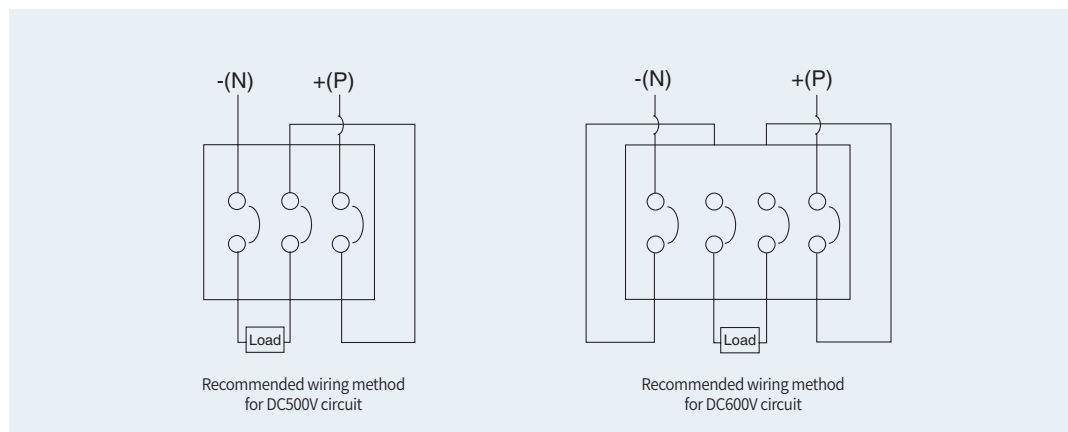 -(N)
+(P)
Load
Recommended wiring method
for DC500V circuit
-(N)
+(P)
Load
Recommended wiring method
for DC600V circuit